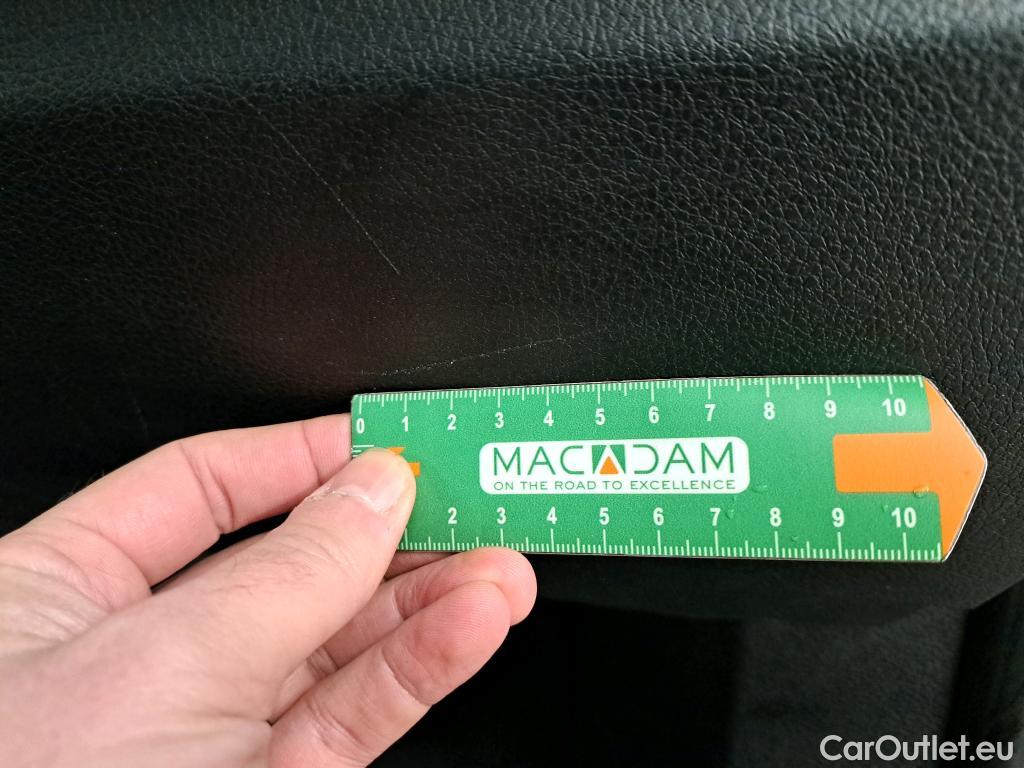 0 1 2 3 4 5 6 7 8 9 10
MACADAM
ON THE ROAD TO EXCELLENCE
2 3 4 5 6 7 8 9 10
CarOutlet.eu